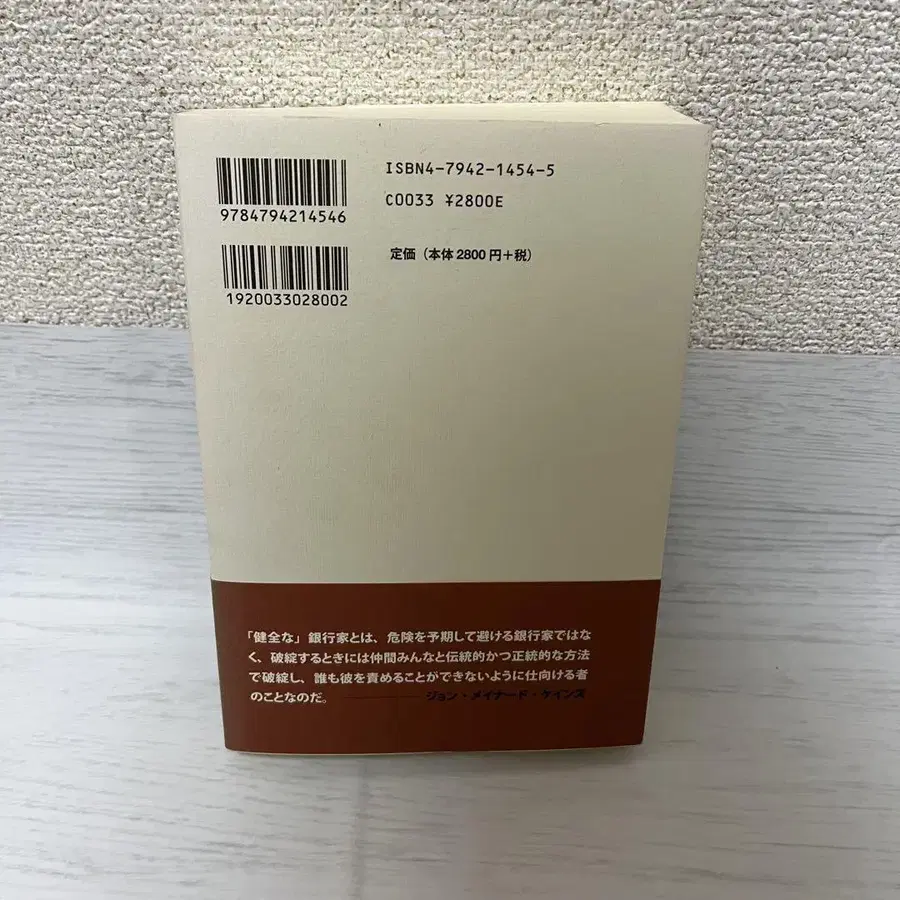 ISBN4-7942-1454-5
C0033 ¥2800E
9784794214546
定価（本体2800円＋税）
1920033028002
「健全な」銀行家とは、危険を予期して避ける銀行家ではな
く、破綻するときには仲間みんなと伝統的かつ正統的な方法
で破綻し、誰も彼を責めることができないように仕向ける者
のことなのだ。――ジョン・メイナード・ケインズ